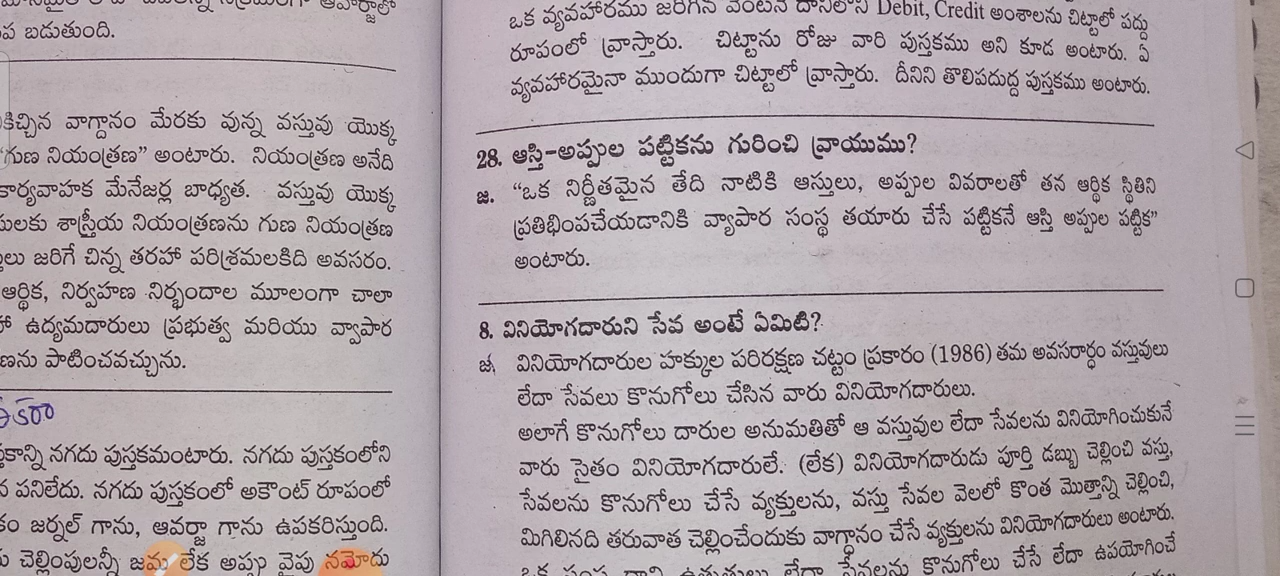 ప బడుతుంది.
కిచ్చిన వాగ్దానం మేరకు వున్న వస్తువు యొక్క
“గుణ నియంత్రణ” అంటారు. నియంత్రణ అనేది
కార్యవాహక మేనేజర్ల బాధ్యత. వస్తువు యొక్క
శాస్త్రీయ నియంత్రణను గుణ నియంత్రణ
లు జరిగే చిన్న తరహా పరిశ్రమలకిది అవసరం.
ఆర్థిక, నిర్వహణ నిర్భందాల మూలంగా చాలా
ఉద్యమదారులు ప్రభుత్వ మరియు వ్యాపార
ణను పాటించవచ్చును.
కాన్ని నగదు పుస్తకమంటారు. నగదు పుస్తకంలోని
పనిలేదు. నగదు పుస్తకంలో అకౌంట్ రూపంలో
కం జర్నల్ గాను, ఆవర్జా గాను ఉపకరిస్తుంది.
చెల్లింపులన్నీ జమ లేక అప్పు వైపు నమోదు
ఒక వ్యవహారము జరిగిన వెంటనే దానిలోని Debit, Credit అంశాలను చిట్టాలో పద్దు
రూపంలో వ్రాస్తారు. చిట్టాను రోజు వారి పుస్తకము అని కూడ అంటారు. ఏ
వ్యవహారమైనా ముందుగా చిట్టాలో వ్రాస్తారు. దీనిని తొలిపద్దుద్ద పుస్తకము అంటారు.
28. ఆస్తి-అప్పుల పట్టికను గురించి వ్రాయుము?
జ. “ఒక నిర్ణీతమైన తేది నాటికి ఆస్తులు, అప్పుల వివరాలతో తన ఆర్థిక స్థితిని
ప్రతిభింపచేయడానికి వ్యాపార సంస్థ తయారు చేసే పట్టికనే ఆస్తి అప్పుల పట్టిక”
అంటారు.
8. వినియోగదారుని సేవ అంటే ఏమిటి?
జ. వినియోగదారుల హక్కుల పరిరక్షణ చట్టం ప్రకారం (1986) తమ అవసరార్థం వస్తువులు
లేదా సేవలు కొనుగోలు చేసిన వారు వినియోగదారులు.
అలాగే కొనుగోలు దారుల అనుమతితో ఆ వస్తువుల లేదా సేవలను వినియోగించుకునే
వారు సైతం వినియోగదారులే. (లేక) వినియోగదారుడు పూర్తి డబ్బు చెల్లించి వస్తు,
సేవలను కొనుగోలు చేసే వ్యక్తులను, వస్తు సేవల వెలలో కొంత మొత్తాన్ని చెల్లించి,
మిగిలినది తరువాత చెల్లించేందుకు వాగ్ధానం చేసే వ్యక్తులను వినియోగదారులు అంటారు.
లేదా సేవలను కొనుగోలు చేసే లేదా ఉపయోగించే